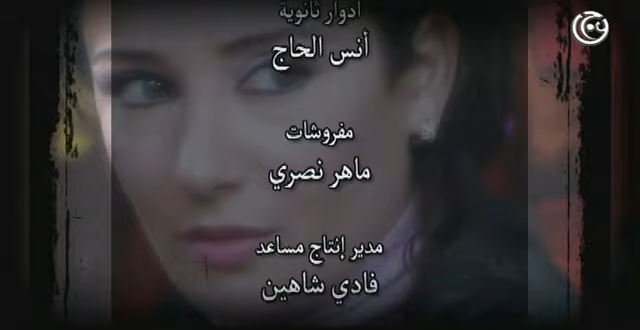 أدوار ثانوية
أنس الحاج
مفروشات
ماهر نصري
مدير إنتاج مساعد
فادي شاهين